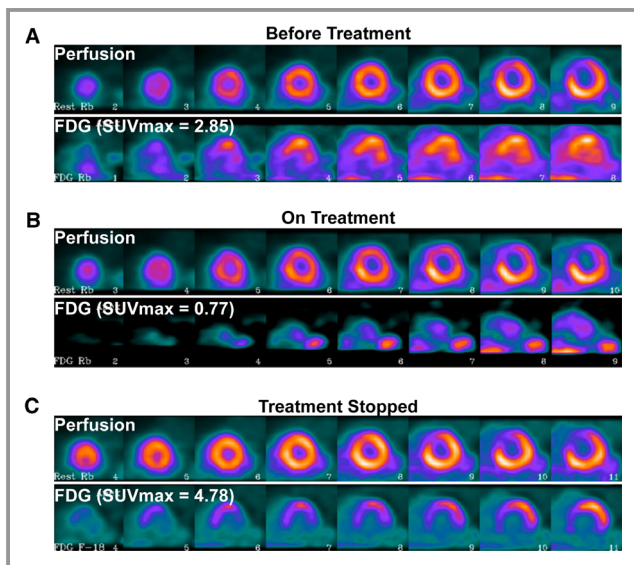 A
Before Treatment
Perfusion
Rest Rb 2 3 4 5 6 7 8 9
FDG (SUVmax = 2.85)
FDG Rb 1 2 3 4 5 6 7 8
B
On Treatment
Perfusion
Rest Rb 3 4 5 6 7 8 9 10
FDG (SUVmax = 0.77)
FDG Rb 2 3 4 5 6 7 8 9
C
Treatment Stopped
Perfusion
Rest Rb 4 5 6 7 8 9 10 11
FDG (SUVmax = 4.78)
FDG F-18 4 5 6 7 8 9 10 11